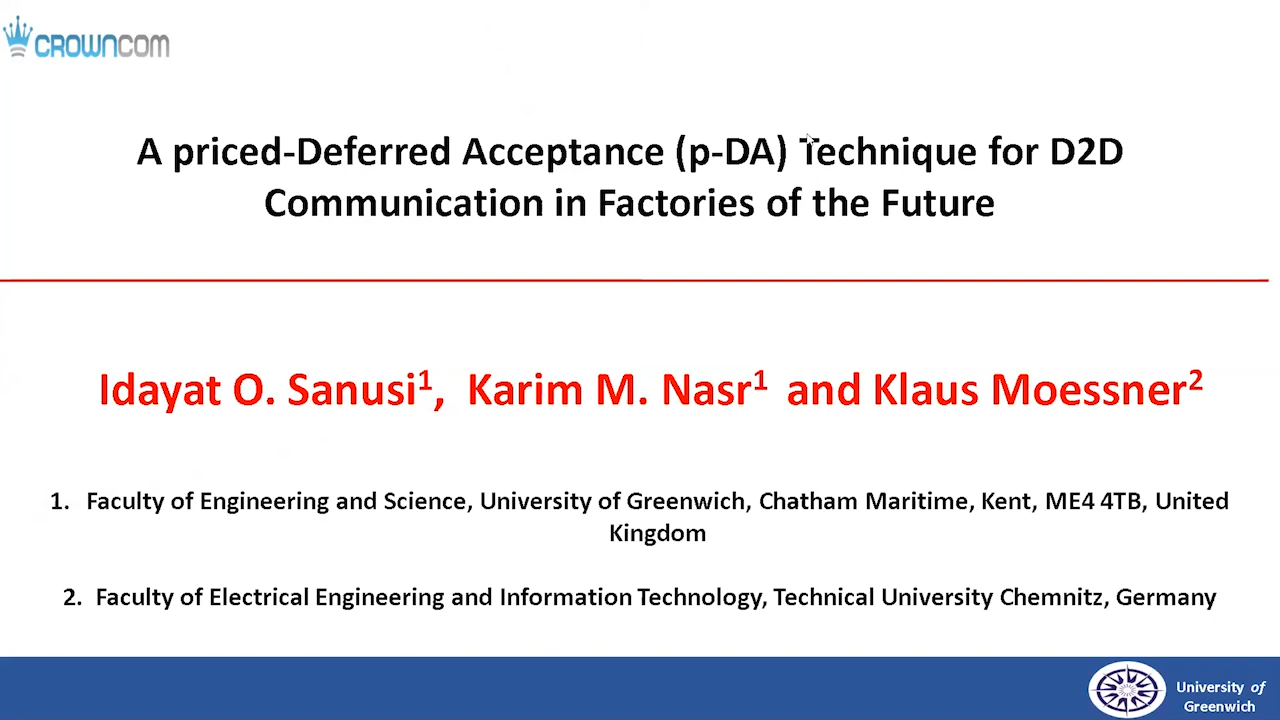 CROWNCOM
A priced-Deferred Acceptance (p-DA) Technique for D2D
Communication in Factories of the Future
Idayat O. Sanusi1, Karim M. Nasr1 and Klaus Moessner2
1. Faculty of Engineering and Science, University of Greenwich, Chatham Maritime, Kent, ME4 4TB, United
Kingdom
2. Faculty of Electrical Engineering and Information Technology, Technical University Chemnitz, Germany
University of
Greenwich